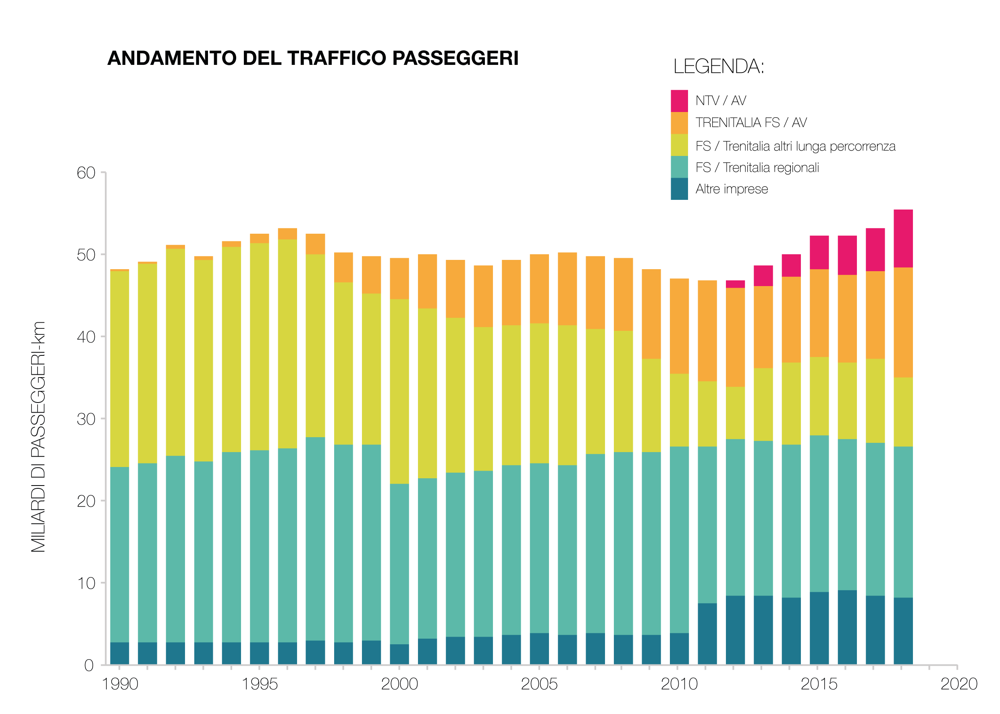 ANDAMENTO DEL TRAFFICO PASSEGGERI
LEGENDA:
NTV / AV
TRENITALIA FS / AV
FS / Trenitalia altri lunga percorrenza
FS / Trenitalia regionali
Altre imprese
MILIARDI DI PASSEGGERI-km
60
50
40
30
20
10
0
1990 1995 2000 2005 2010 2015 2020